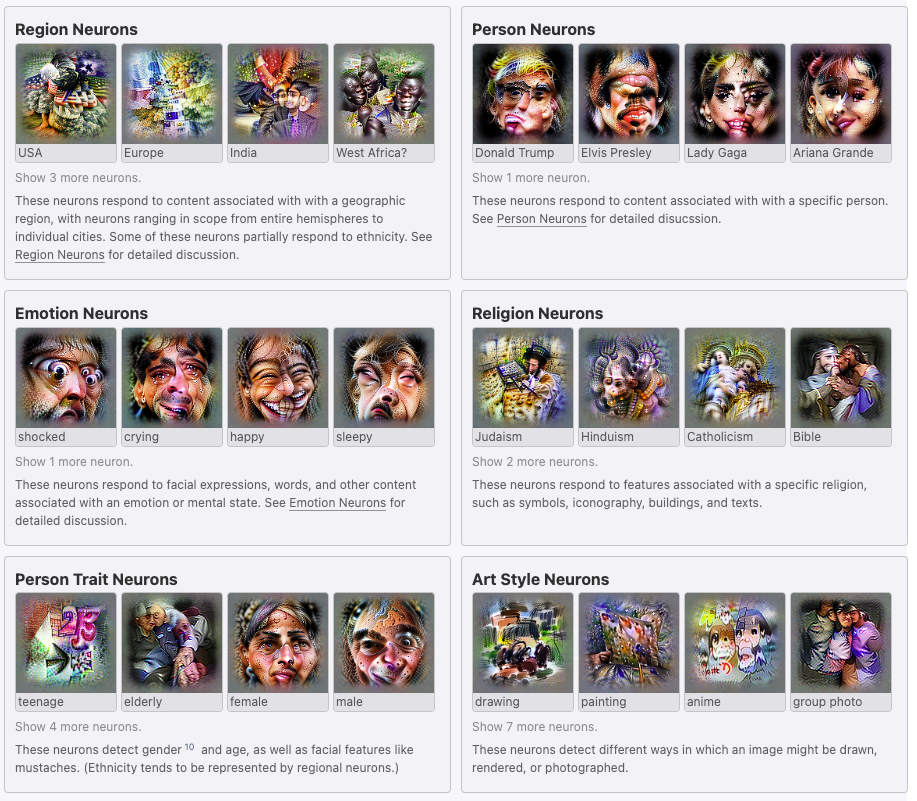 Region Neurons
USA
Europe
India
West Africa?
Show 3 more neurons.
These neurons respond to content associated with with a geographic
region, with neurons ranging in scope from entire hemispheres to
individual cities. Some of these neurons partially respond to ethnicity. See
Region Neurons for detailed discussion.
Person Neurons
Donald Trump
Elvis Presley
Lady Gaga
Ariana Grande
Show 1 more neuron.
These neurons respond to content associated with with a specific person.
See Person Neurons for detailed disucssion.
Emotion Neurons
shocked
crying
happy
sleepy
Show 1 more neuron.
These neurons respond to facial expressions, words, and other content
associated with an emotion or mental state. See Emotion Neurons for
detailed discussion.
Religion Neurons
Judaism
Hinduism
Catholicism
Bible
Show 2 more neurons.
These neurons respond to features associated with a specific religion,
such as symbols, iconography, buildings, and texts.
Person Trait Neurons
teenage
elderly
female
male
Show 4 more neurons.
These neurons detect gender 10 and age, as well as facial features like
mustaches. (Ethnicity tends to be represented by regional neurons.)
Art Style Neurons
drawing
painting
anime
group photo
Show 7 more neurons.
These neurons detect different ways in which an image might be drawn,
rendered, or photographed.